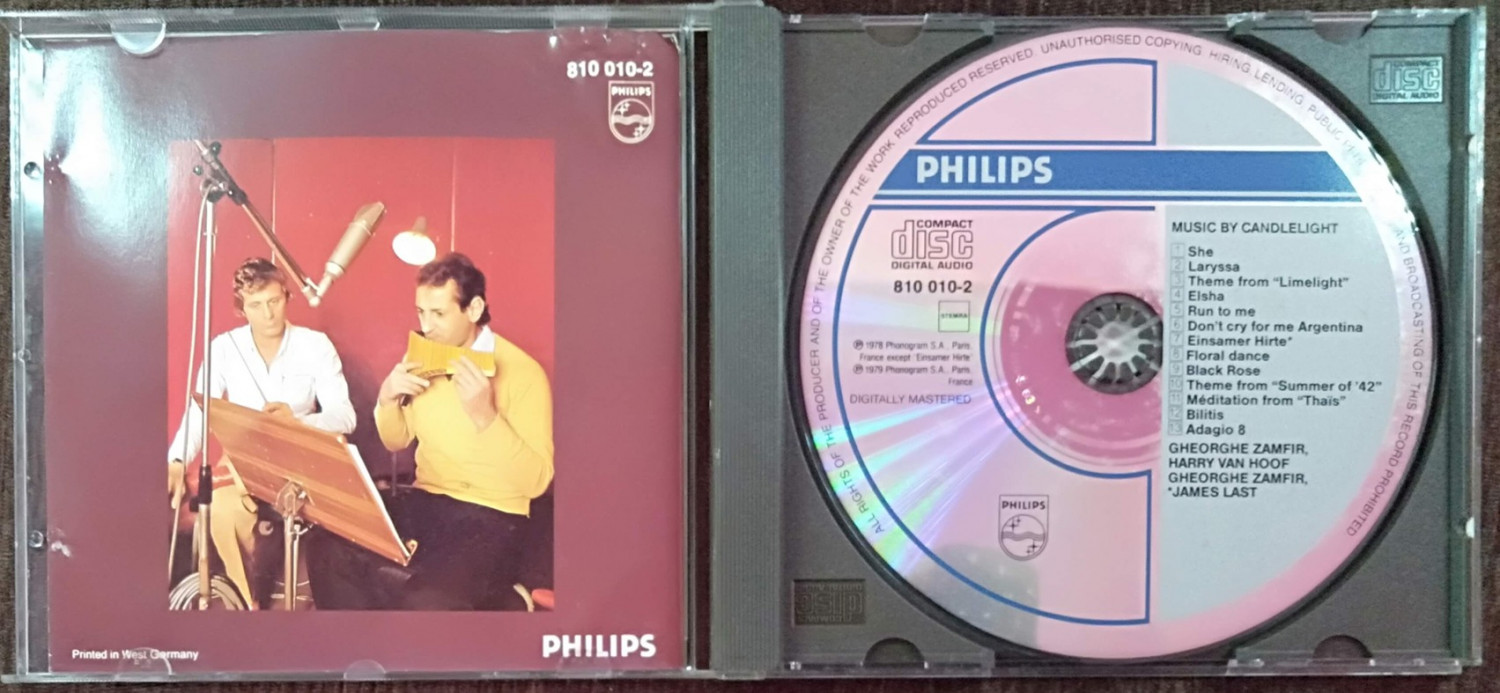 810 010-2
PHILIPS
Printed in West Germany
PHILIPS
ALL RIGHTS OF THE PRODUCER AND OF THE OWNER OF THE WORK REPRODUCED RESERVED. UNAUTHORISED COPYING, HIRING, LENDING, PUBLIC AND BROADCASTING OF THIS RECORD PROHIBITED
PHILIPS
COMPACT
disc
DIGITAL AUDIO
810 010-2
STEMRA
℗ 1978 Phonogram S.A., Paris,
France except 'Einsamer Hirte'
℗ 1979 Phonogram S.A., Paris,
France
DIGITALLY MASTERED
PHILIPS
MUSIC BY CANDLELIGHT
1 She
2 Laryssa
3 Theme from "Limelight"
4 Elsha
5 Run to me
6 Don't cry for me Argentina
7 Einsamer Hirte*
8 Floral dance
9 Black Rose
10 Theme from "Summer of '42"
11 Méditation from "Thaïs"
12 Bilitis
13 Adagio 8
GHEORGHE ZAMFIR,
HARRY VAN HOOF
GHEORGHE ZAMFIR,
*JAMES LAST
COMPACT
disc
DIGITAL AUDIO
COMPACT
disc
DIGITAL AUDIO